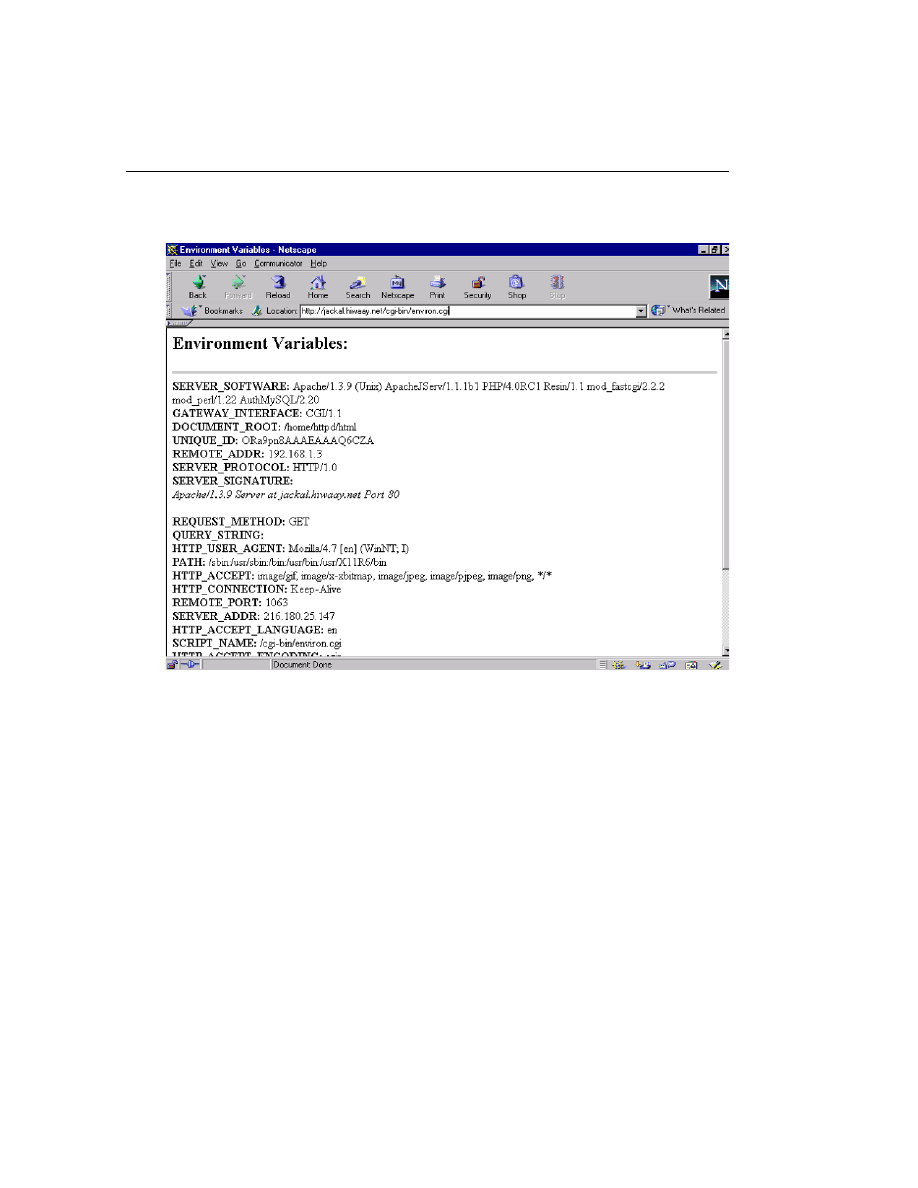 Environment Variables - Netscape
File Edit View Go Communicator Help
Back Forward Reload Home Search Netscape Print Security Shop Stop
N
Bookmarks Location: http://jackal.hiwaay.net/cgi-bin/environ.cgi What's Related
Environment Variables:
SERVER_SOFTWARE: Apache/1.3.9 (Unix) ApacheJServ/1.1.1b1 PHP/4.0RC1 Resin/1.1 mod_fastcgi/2.2.2
mod_perl/1.22 AuthMySQL/2.20
GATEWAY_INTERFACE: CGI/1.1
DOCUMENT_ROOT: /home/httpd/html
UNIQUE_ID: ORa9pn8AAAEAAAQ6CZA
REMOTE_ADDR: 192.168.1.3
SERVER_PROTOCOL: HTTP/1.0
SERVER_SIGNATURE:
Apache/1.3.9 Server at jackal.hiwaay.net Port 80
REQUEST_METHOD: GET
QUERY_STRING:
HTTP_USER_AGENT: Mozilla/4.7 [en] (WinNT; I)
PATH: /sbin:/usr/sbin:/bin:/usr/bin:/usr/X11R6/bin
HTTP_ACCEPT: image/gif, image/x-xbitmap, image/jpeg, image/pjpeg, image/png, */*
HTTP_CONNECTION: Keep-Alive
REMOTE_PORT: 1063
SERVER_ADDR: 216.180.25.147
HTTP_ACCEPT_LANGUAGE: en
SCRIPT_NAME: /cgi-bin/environ.cgi
HTTP_ACCEPT_ENCODING: gzip
Document: Done